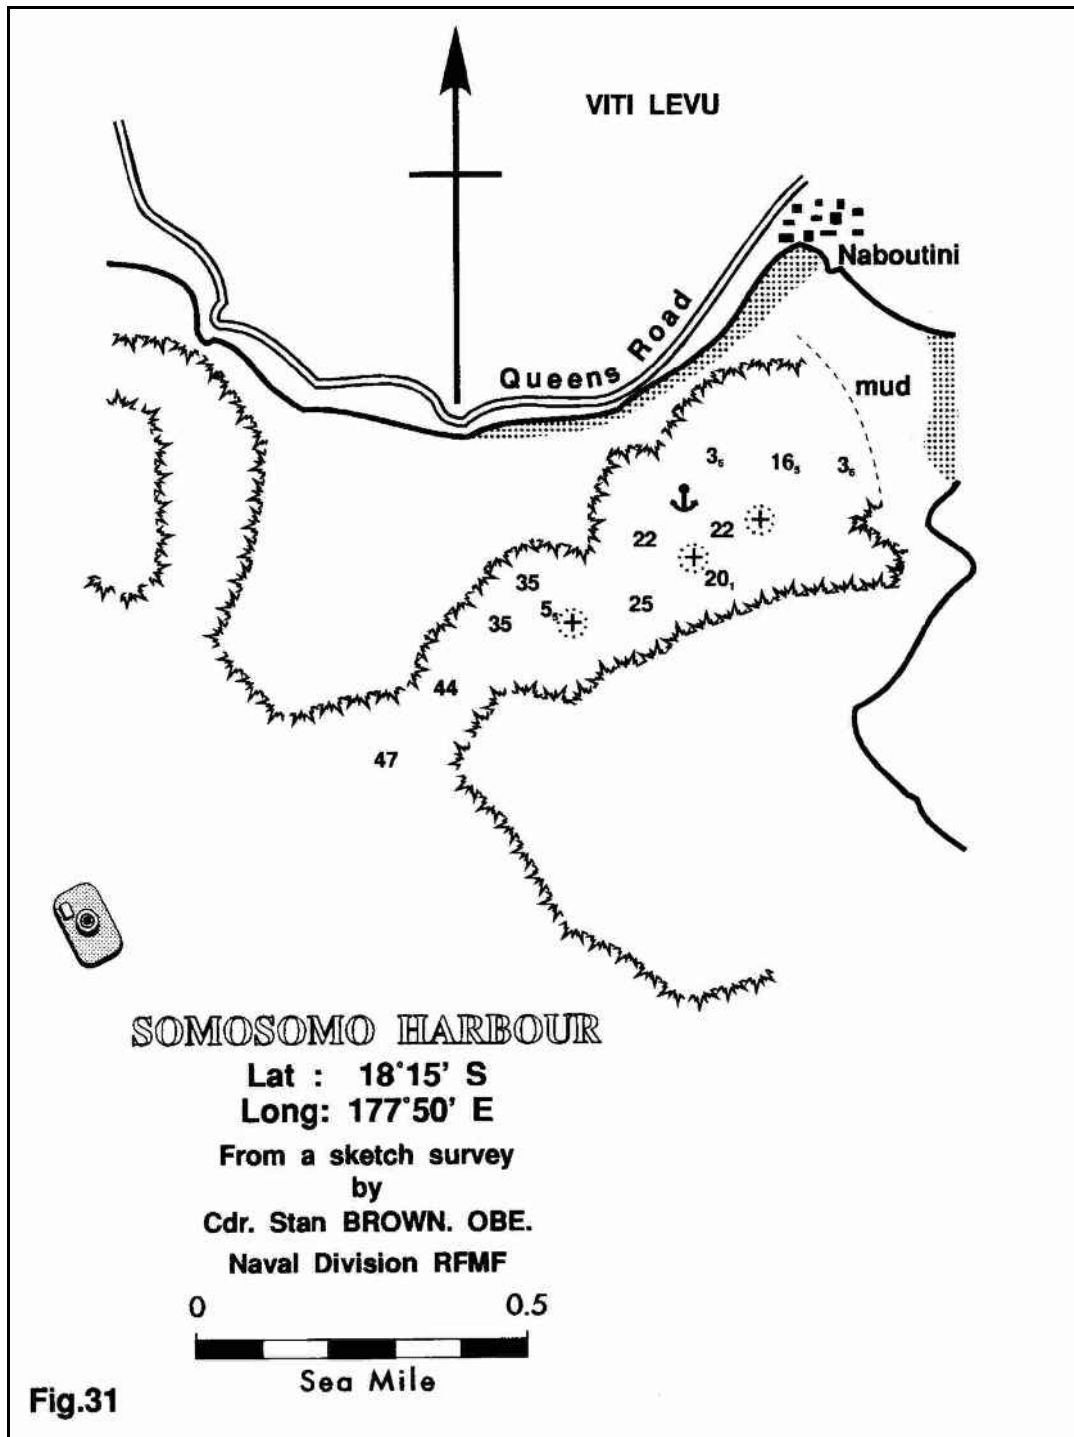 VITI LEVU
Naboutini
Queens Road
mud
3₅ 16₅ 3₆
22 22
20₁
35
5₅ 25
35
44
47
SOMOSOMO HARBOUR
Lat : 18°15' S
Long: 177°50' E
From a sketch survey
by
Cdr. Stan BROWN. OBE.
Naval Division RFMF
0 0.5
Sea Mile
Fig.31